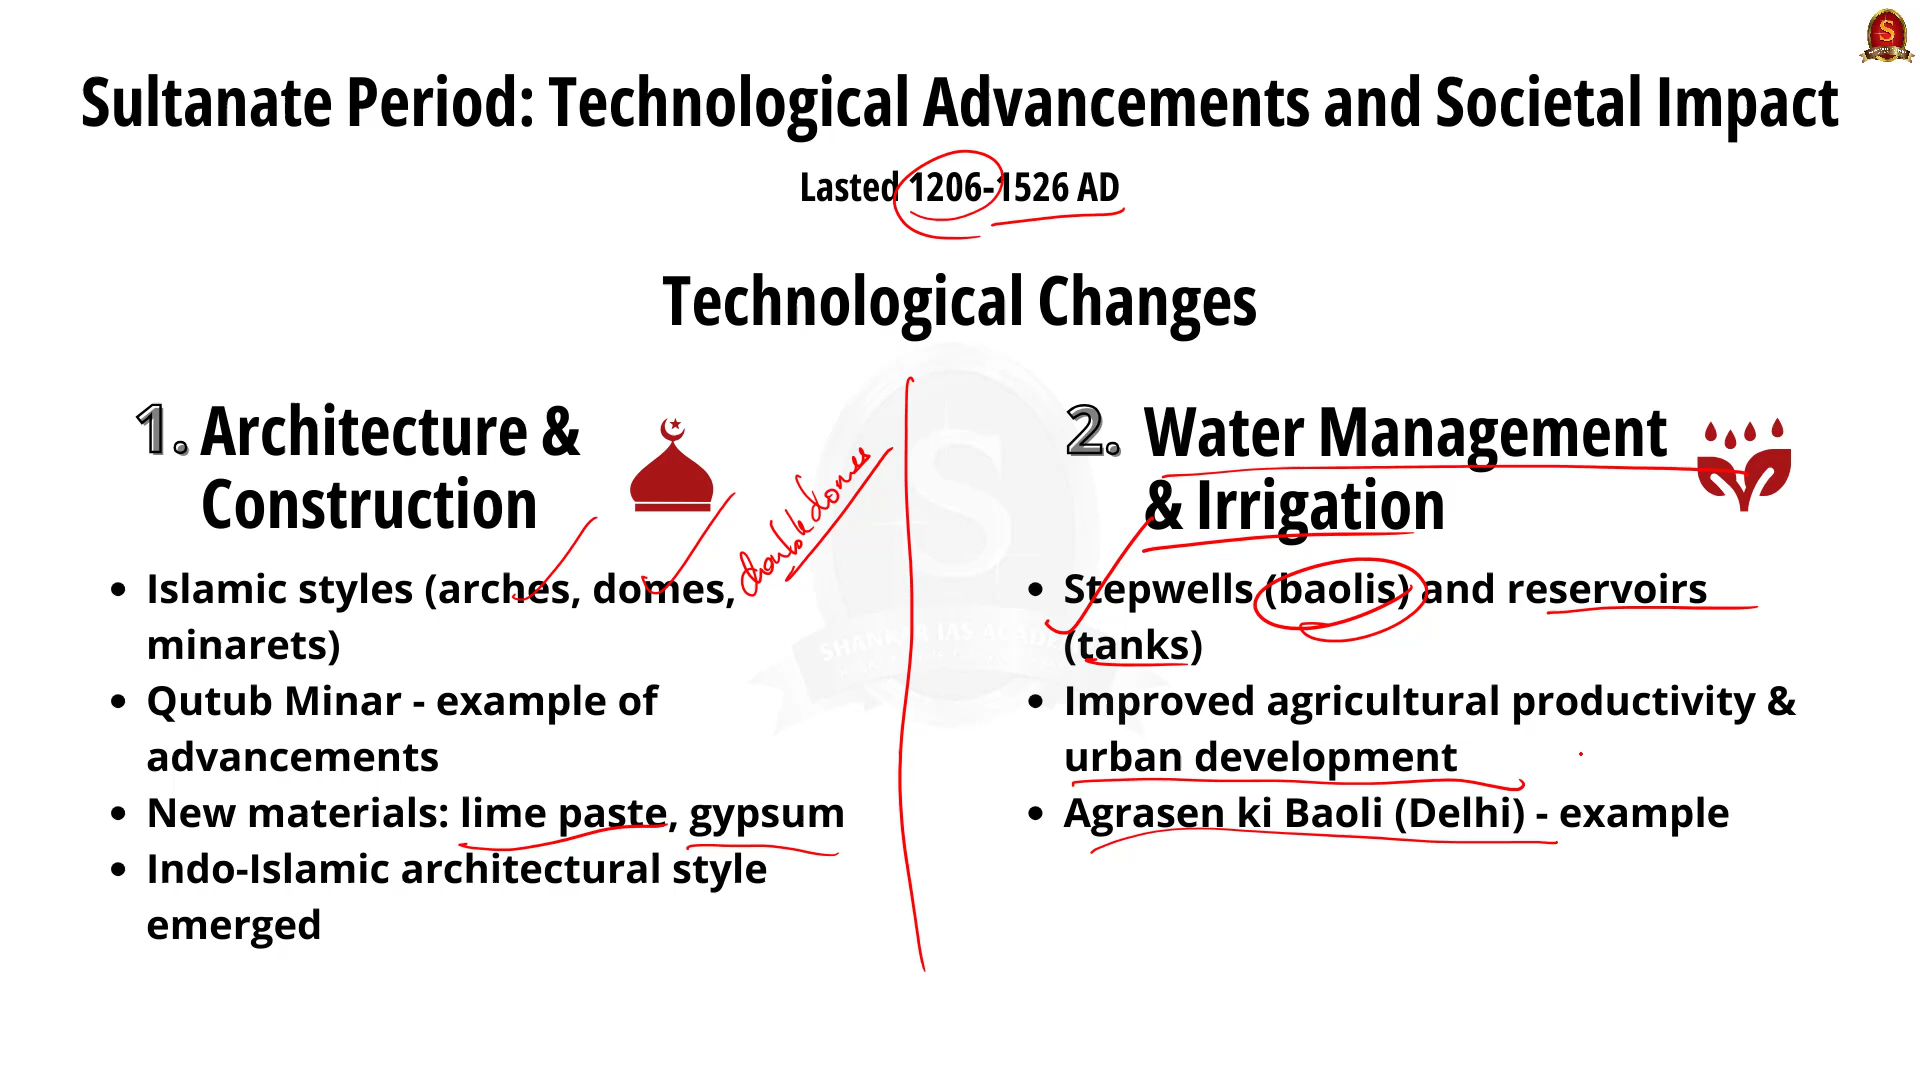 S
Sultanate Period: Technological Advancements and Societal Impact
Lasted 1206-1526 AD
Technological Changes
1. Architecture &
Construction
double domes
• Islamic styles (arches, domes,
minarets)
• Qutub Minar - example of
advancements
• New materials: lime paste, gypsum
• Indo-Islamic architectural style
emerged
2. Water Management
& Irrigation
• Stepwells (baolis) and reservoirs
(tanks)
• Improved agricultural productivity &
urban development
• Agrasen ki Baoli (Delhi) - example
S
SHANKAR IAS ACADEMY